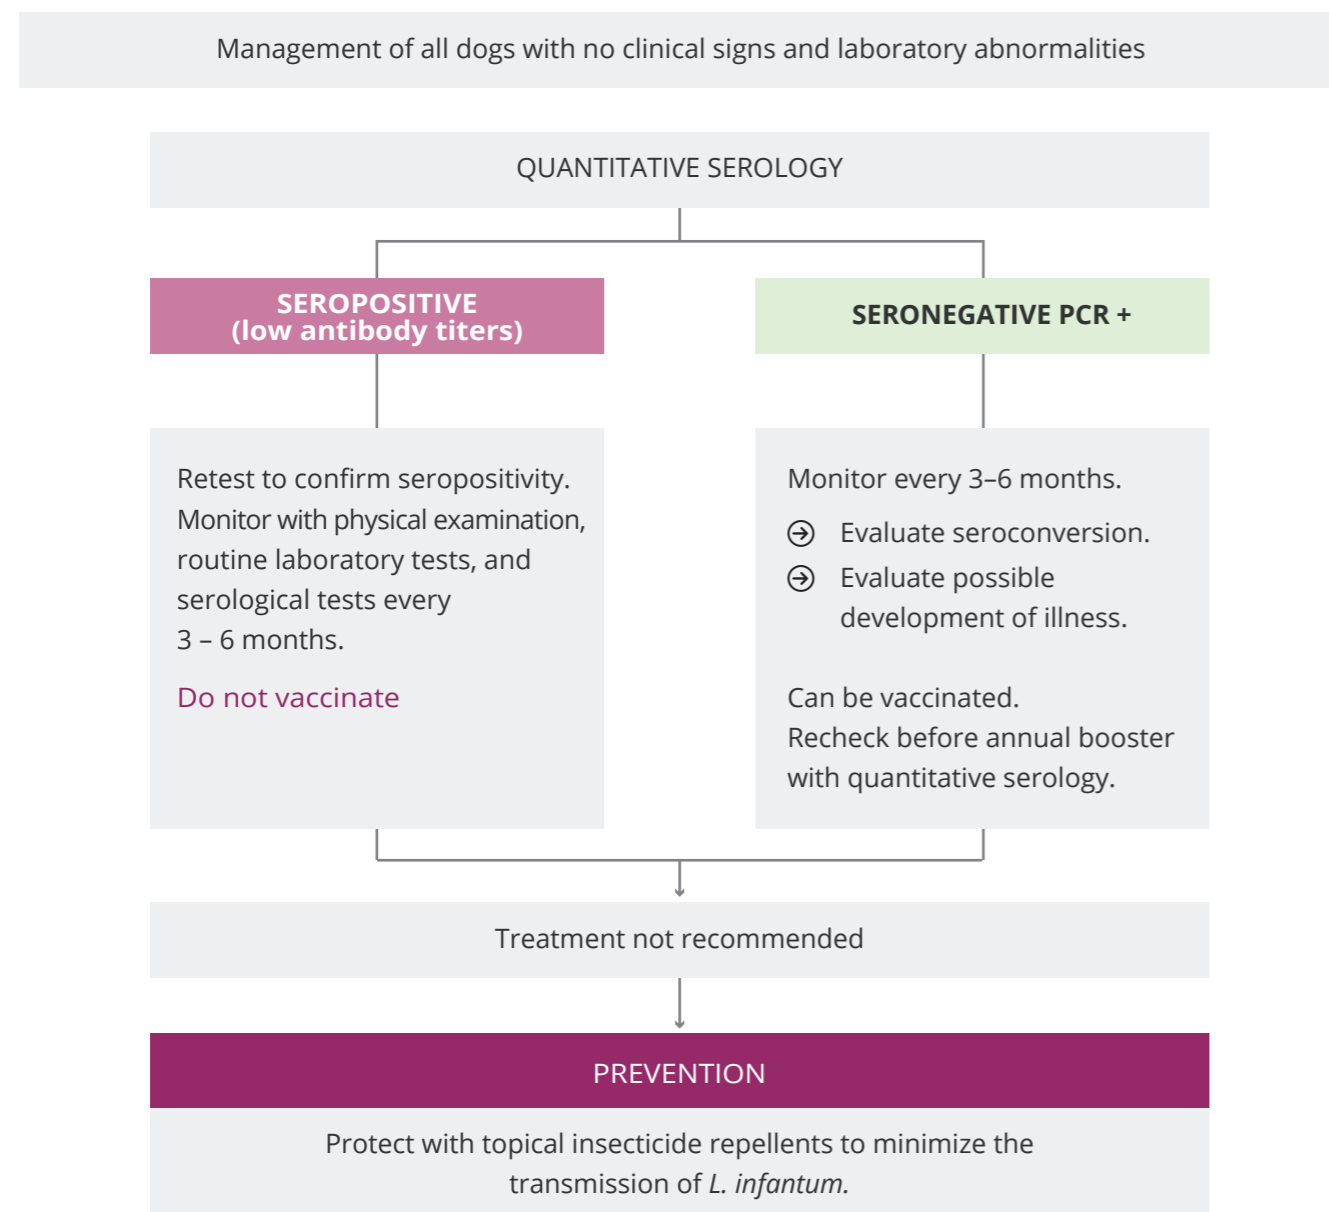 Management of all dogs with no clinical signs and laboratory abnormalities
QUANTITATIVE SEROLOGY
SEROPOSITIVE
(low antibody titers)
Retest to confirm seropositivity.
Monitor with physical examination,
routine laboratory tests, and
serological tests every
3 – 6 months.
Do not vaccinate
SERONEGATIVE PCR +
Monitor every 3–6 months.
Evaluate seroconversion.
Evaluate possible
development of illness.
Can be vaccinated.
Recheck before annual booster
with quantitative serology.
Treatment not recommended
PREVENTION
Protect with topical insecticide repellents to minimize the
transmission of L. infantum.